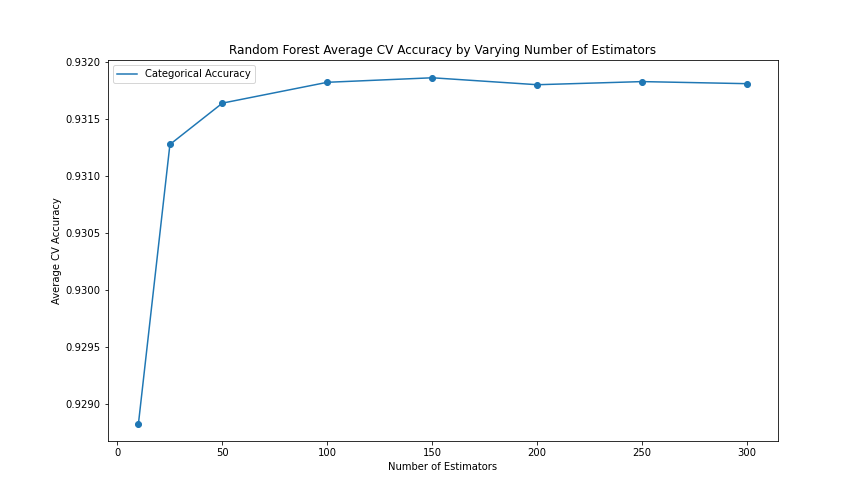 Random Forest Average CV Accuracy by Varying Number of Estimators
Categorical Accuracy
Average CV Accuracy
0.9320
0.9315
0.9310
0.9305
0.9300
0.9295
0.9290
0 50 100 150 200 250 300
Number of Estimators